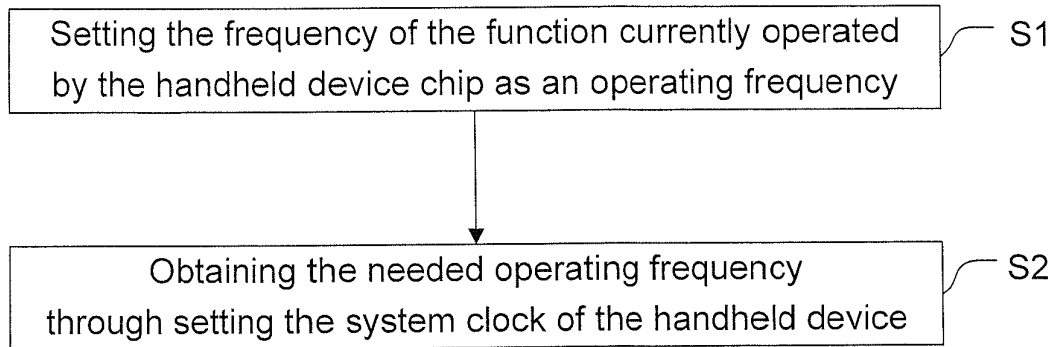 Setting the frequency of the function currently operated
by the handheld device chip as an operating frequency
S1
Obtaining the needed operating frequency
through setting the system clock of the handheld device
S2